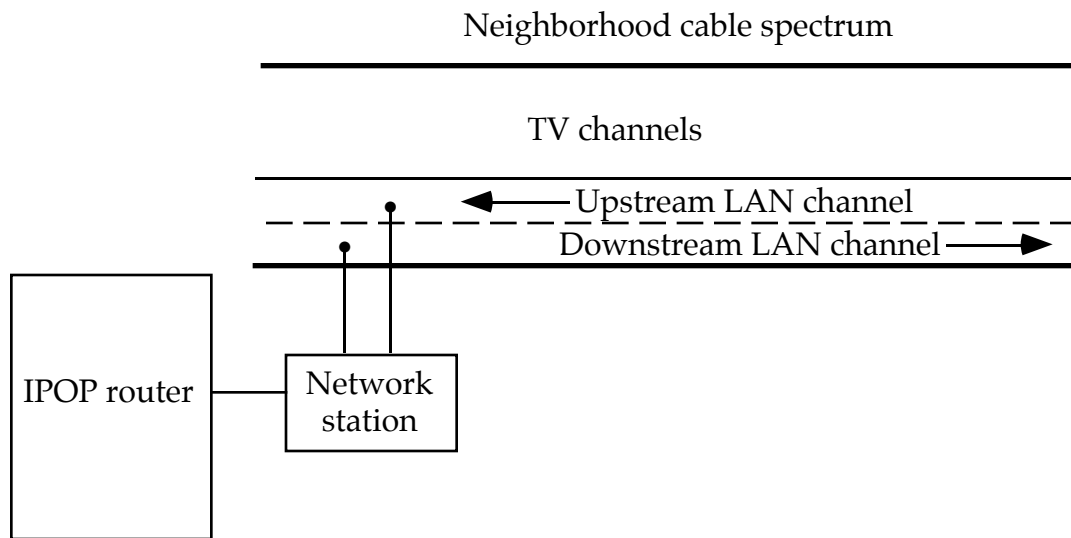 Neighborhood cable spectrum
TV channels
Upstream LAN channel
Downstream LAN channel
IPOP router
Network
station